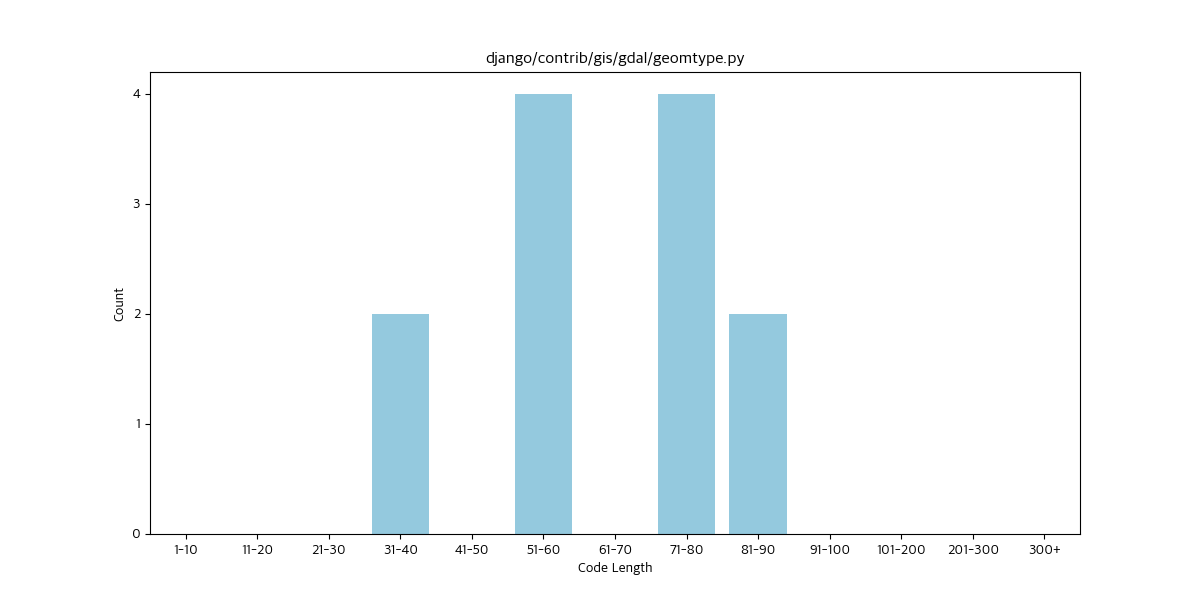 django/contrib/gis/gdal/geomtype.py
Count
4
3
2
1
0
1-10 11-20 21-30 31-40 41-50 51-60 61-70 71-80 81-90 91-100 101-200 201-300 300+
Code Length